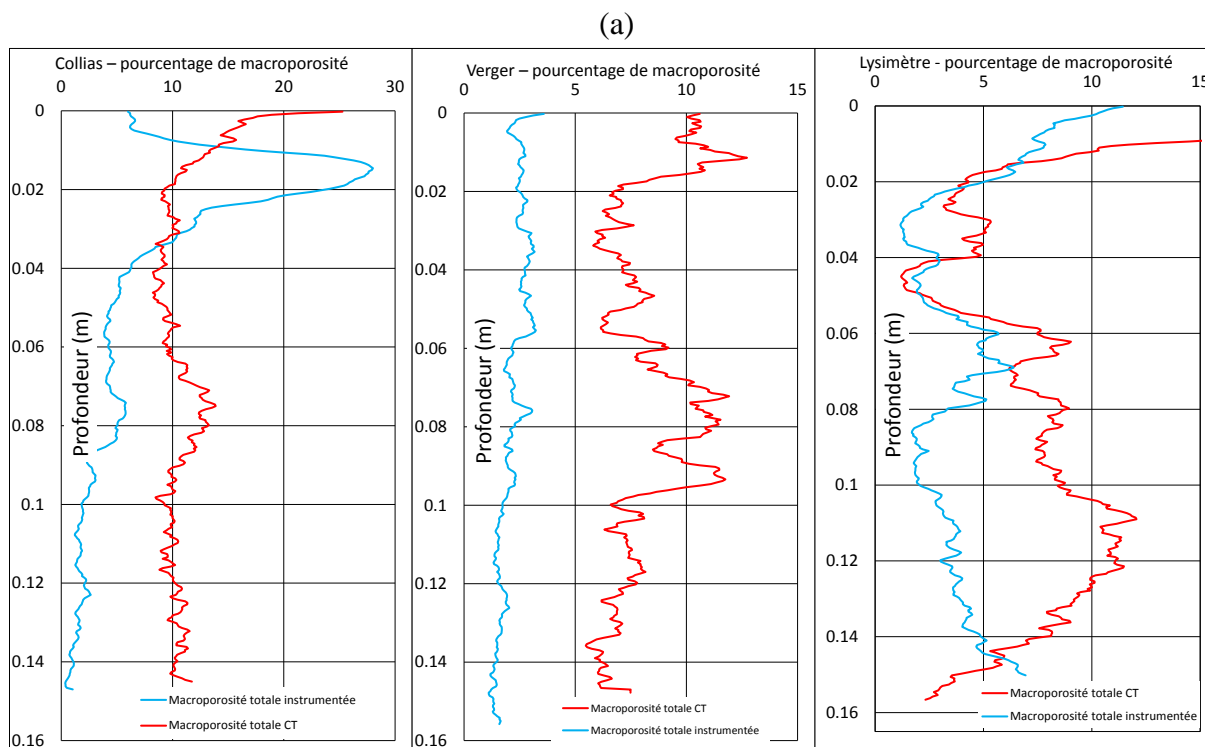 (a)
Collias – pourcentage de macroporosité
0 10 20 30
0
0.02
0.04
0.06
0.08
0.1
0.12
0.14
0.16
Profondeur (m)
Macroporosité totale instrumentée
Macroporosité totale CT
Verger – pourcentage de macroporosité
0 5 10 15
0
0.02
0.04
0.06
0.08
0.1
0.12
0.14
0.16
Profondeur (m)
Macroporosité totale CT
Macroporosité totale instrumentée
Lysimètre - pourcentage de macroporosité
0 5 10 15
0
0.02
0.04
0.06
0.08
0.1
0.12
0.14
0.16
Profondeur (m)
Macroporosité totale CT
Macroporosité totale instrumentée